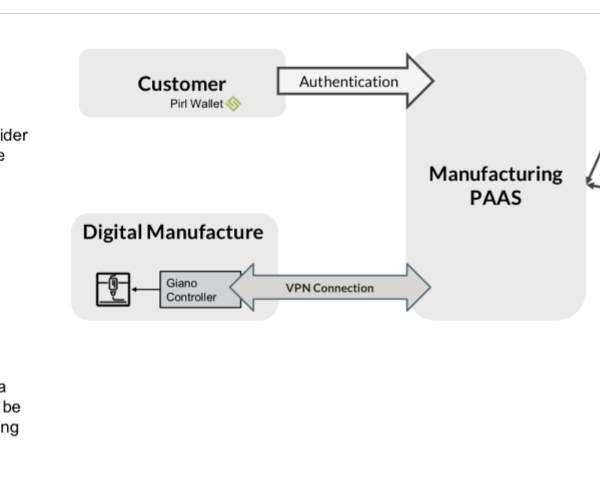 Customer
Pirl Wallet
Authentication
ider
e
Manufacturing
PAAS
Digital Manufacture
Giano
Controller
VPN Connection
a
be
ng